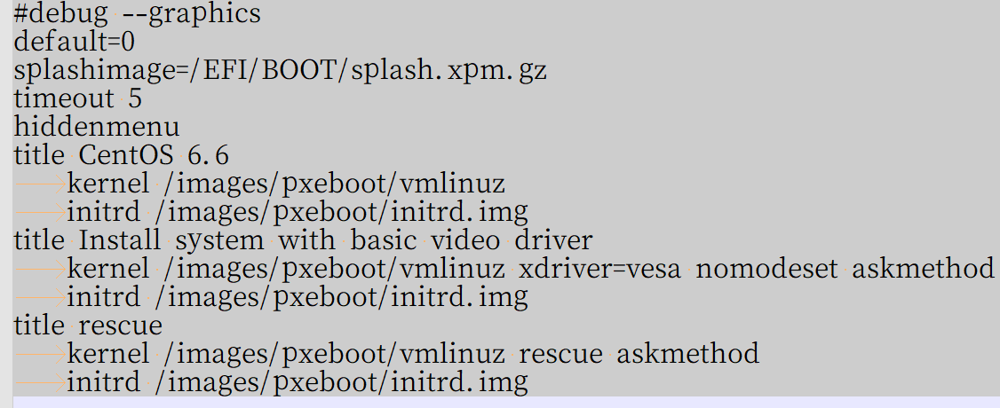 #debug --graphics
default=0
splashimage=/EFI/BOOT/splash.xpm.gz
timeout 5
hiddenmenu
title CentOS 6.6
kernel /images/pxeboot/vmlinuz
initrd /images/pxeboot/initrd.img
title Install system with basic video driver
kernel /images/pxeboot/vmlinuz xdriver=vesa nomodeset askmethod
initrd /images/pxeboot/initrd.img
title rescue
kernel /images/pxeboot/vmlinuz rescue askmethod
initrd /images/pxeboot/initrd.img